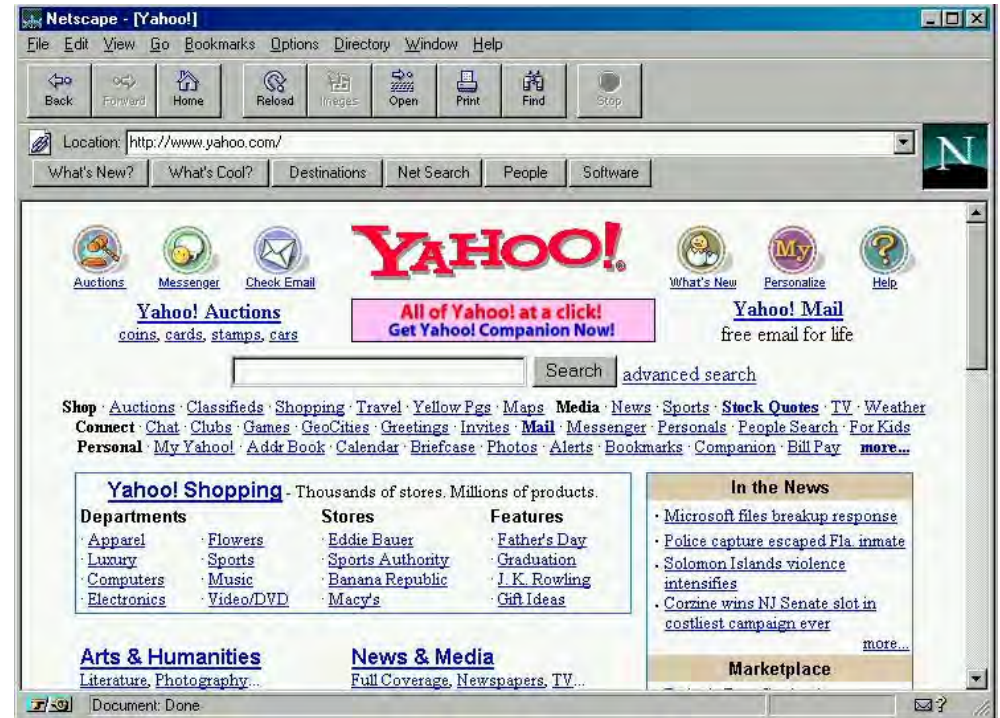 Netscape - [Yahoo!]
File Edit View Go Bookmarks Options Directory Window Help
Back Forward Home Reload Images Open Print Find Stop
Location: http://www.yahoo.com/
N
What's New? What's Cool? Destinations Net Search People Software
YAHOO!
Auctions Messenger Check Email What's New My Personalize ? Help
Yahoo! Auctions
coins, cards, stamps, cars
All of Yahoo! at a click!
Get Yahoo! Companion Now!
Yahoo! Mail
free email for life
Search advanced search
Shop · Auctions · Classifieds · Shopping · Travel · Yellow Pgs · Maps Media · News · Sports · Stock Quotes · TV · Weather
Connect · Chat · Clubs · Games · GeoCities · Greetings · Invites · Mail · Messenger · Personals · People Search · For Kids
Personal · My Yahoo! · Addr Book · Calendar · Briefcase · Photos · Alerts · Bookmarks · Companion · Bill Pay more...
Yahoo! Shopping - Thousands of stores. Millions of products.
Departments Stores Features
· Apparel · Flowers · Eddie Bauer · Father's Day
· Luxury · Sports · Sports Authority · Graduation
· Computers · Music · Banana Republic · J. K. Rowling
· Electronics · Video/DVD · Macy's · Gift Ideas
In the News
· Microsoft files breakup response
· Police capture escaped Fla. inmate
· Solomon Islands violence
intensifies
· Corzine wins NJ Senate slot in
costliest campaign ever
more...
Marketplace
Arts & Humanities
Literature, Photography...
News & Media
Full Coverage, Newspapers, TV...
Document: Done
?